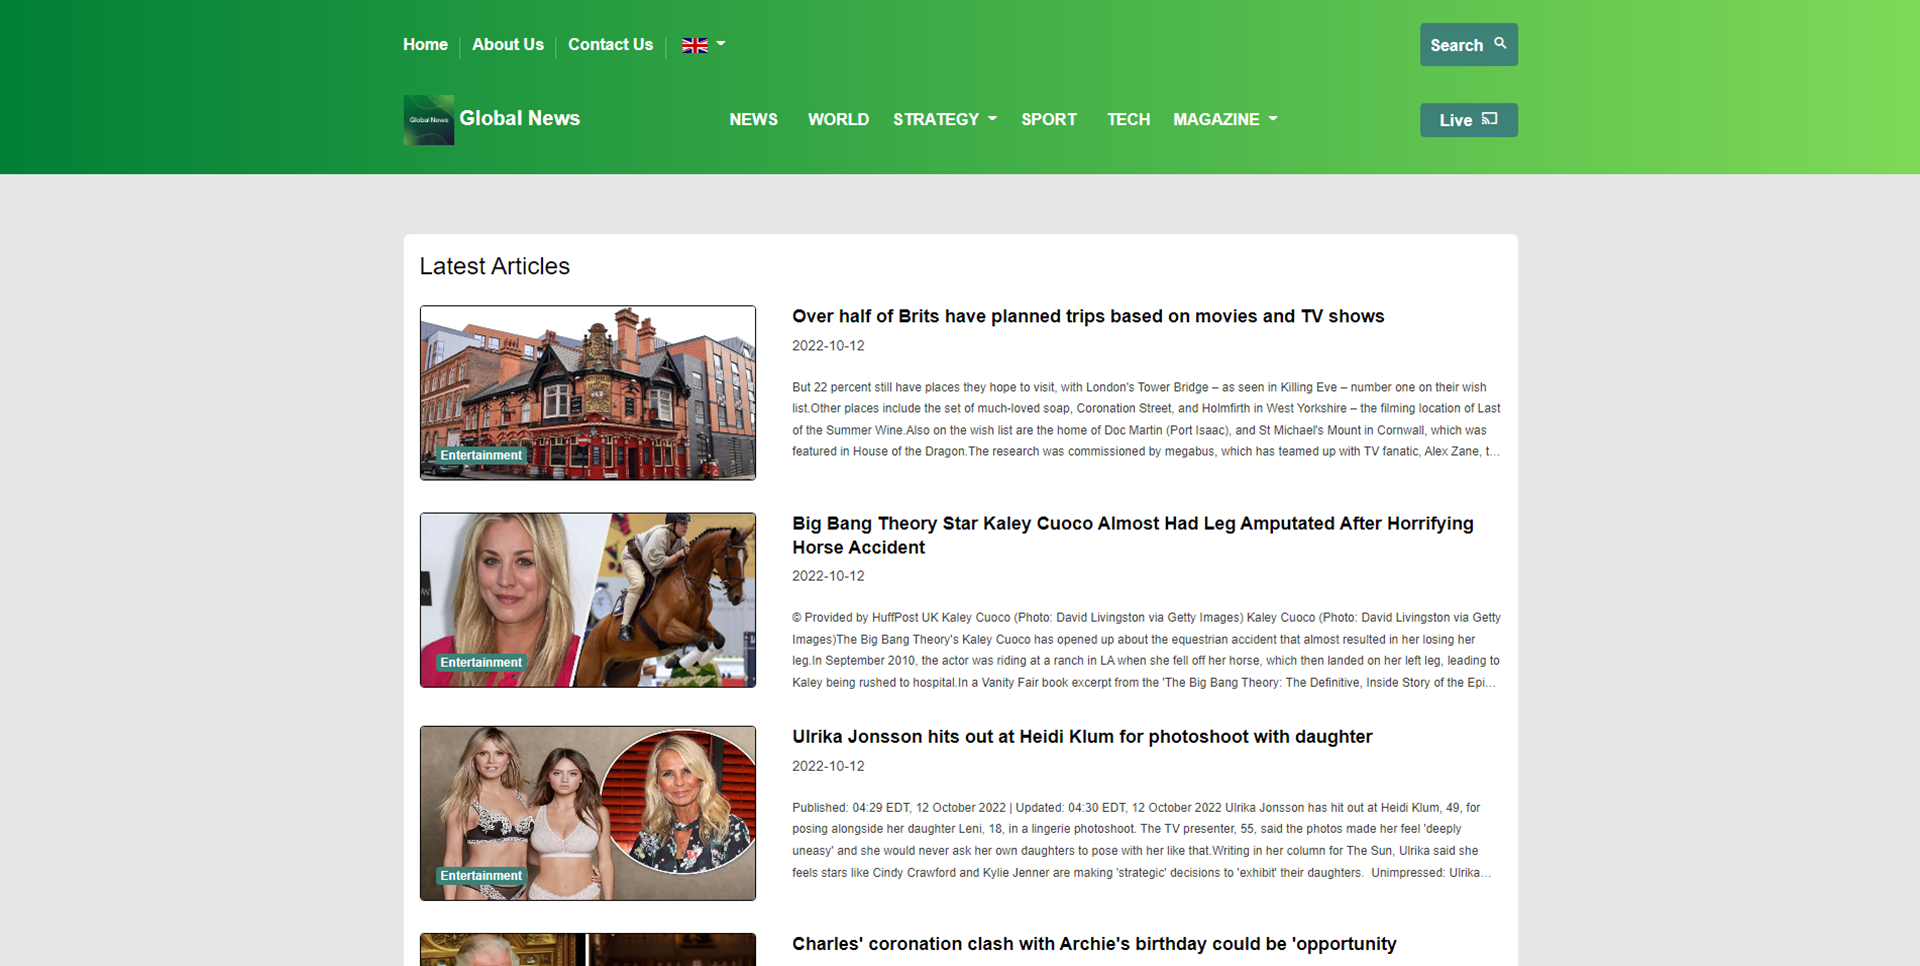 Home
About Us
Contact Us
Search
Global News
Global News
NEWS
WORLD
STRATEGY
SPORT
TECH
MAGAZINE
Live
Latest Articles
Entertainment
Over half of Brits have planned trips based on movies and TV shows
2022-10-12
But 22 percent still have places they hope to visit, with London's Tower Bridge – as seen in Killing Eve – number one on their wish
list.Other places include the set of much-loved soap, Coronation Street, and Holmfirth in West Yorkshire – the filming location of Last
of the Summer Wine.Also on the wish list are the home of Doc Martin (Port Isaac), and St Michael's Mount in Cornwall, which was
featured in House of the Dragon.The research was commissioned by megabus, which has teamed up with TV fanatic, Alex Zane, t...
Entertainment
Big Bang Theory Star Kaley Cuoco Almost Had Leg Amputated After Horrifying
Horse Accident
2022-10-12
© Provided by HuffPost UK Kaley Cuoco (Photo: David Livingston via Getty Images) Kaley Cuoco (Photo: David Livingston via Getty
Images)The Big Bang Theory's Kaley Cuoco has opened up about the equestrian accident that almost resulted in her losing her
leg.In September 2010, the actor was riding at a ranch in LA when she fell off her horse, which then landed on her left leg, leading to
Kaley being rushed to hospital.In a Vanity Fair book excerpt from the 'The Big Bang Theory: The Definitive, Inside Story of the Epi...
Entertainment
Ulrika Jonsson hits out at Heidi Klum for photoshoot with daughter
2022-10-12
Published: 04:29 EDT, 12 October 2022 | Updated: 04:30 EDT, 12 October 2022 Ulrika Jonsson has hit out at Heidi Klum, 49, for
posing alongside her daughter Leni, 18, in a lingerie photoshoot. The TV presenter, 55, said the photos made her feel 'deeply
uneasy' and she would never ask her own daughters to pose with her like that.Writing in her column for The Sun, Ulrika said she
feels stars like Cindy Crawford and Kylie Jenner are making 'strategic' decisions to 'exhibit' their daughters. Unimpressed: Ulrika...
Charles' coronation clash with Archie's birthday could be 'opportunity